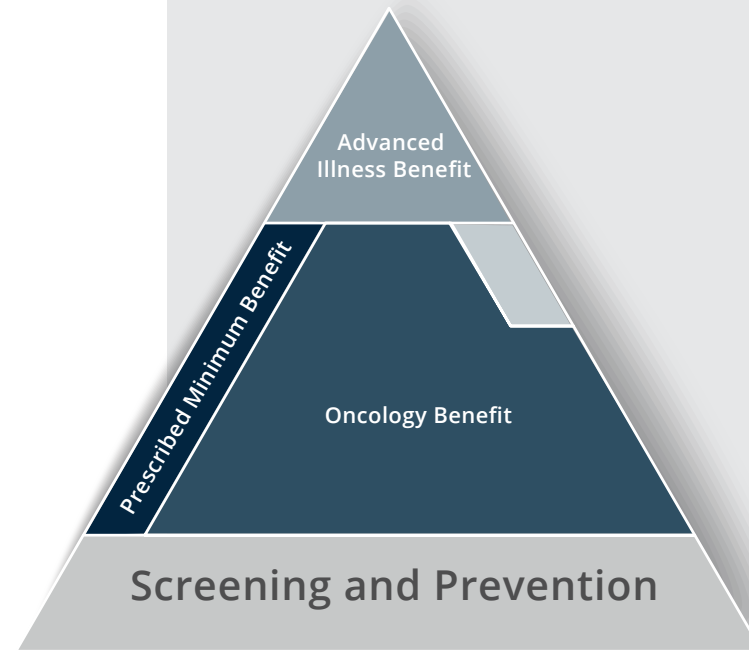 Advanced
Illness Benefit
Prescribed Minimum Benefit
Oncology Benefit
Screening and Prevention